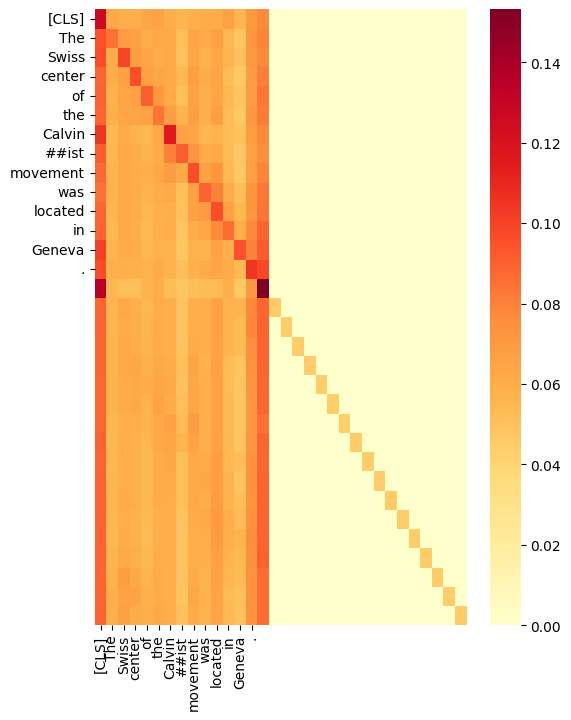 [CLS]
The
Swiss
center
of
the
Calvin
##ist
movement
was
located
in
Geneva
.
[CLS]
The
Swiss
center
of
the
Calvin
##ist
movement
was
located
in
Geneva
.
0.14
0.12
0.10
0.08
0.06
0.04
0.02
0.00